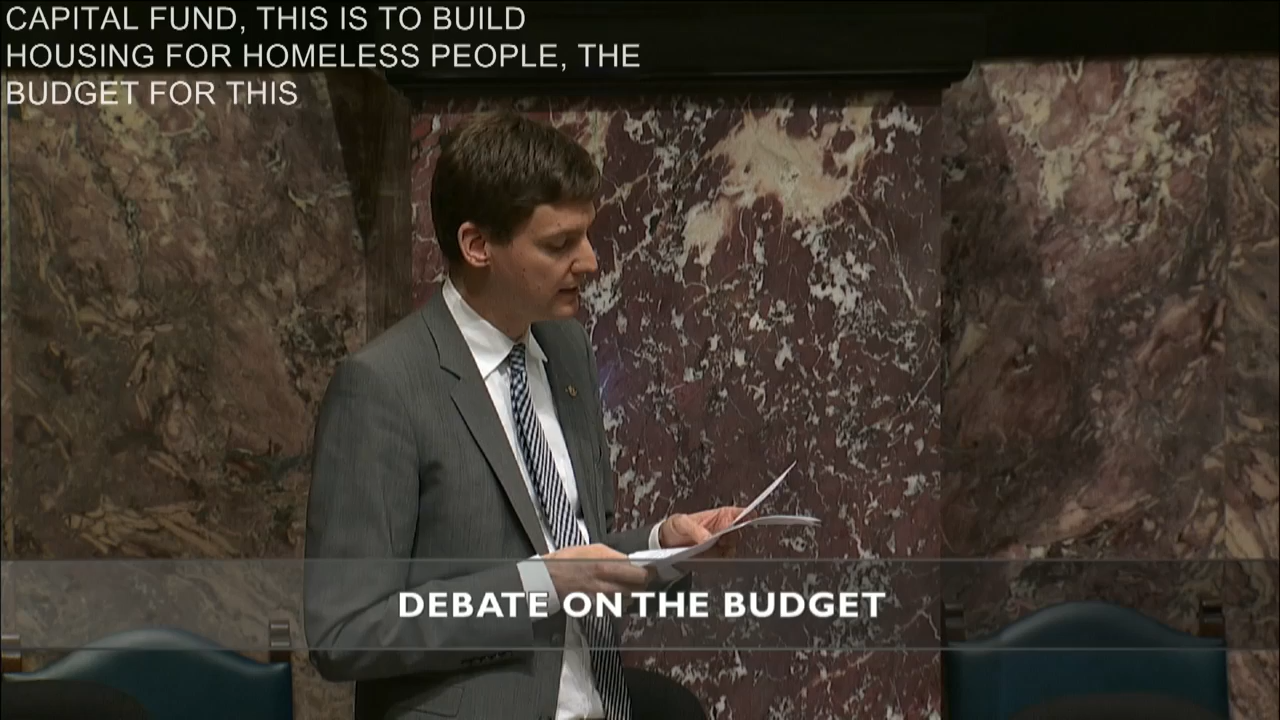 CAPITAL FUND, THIS IS TO BUILD
HOUSING FOR HOMELESS PEOPLE, THE
BUDGET FOR THIS
DEBATE ON THE BUDGET